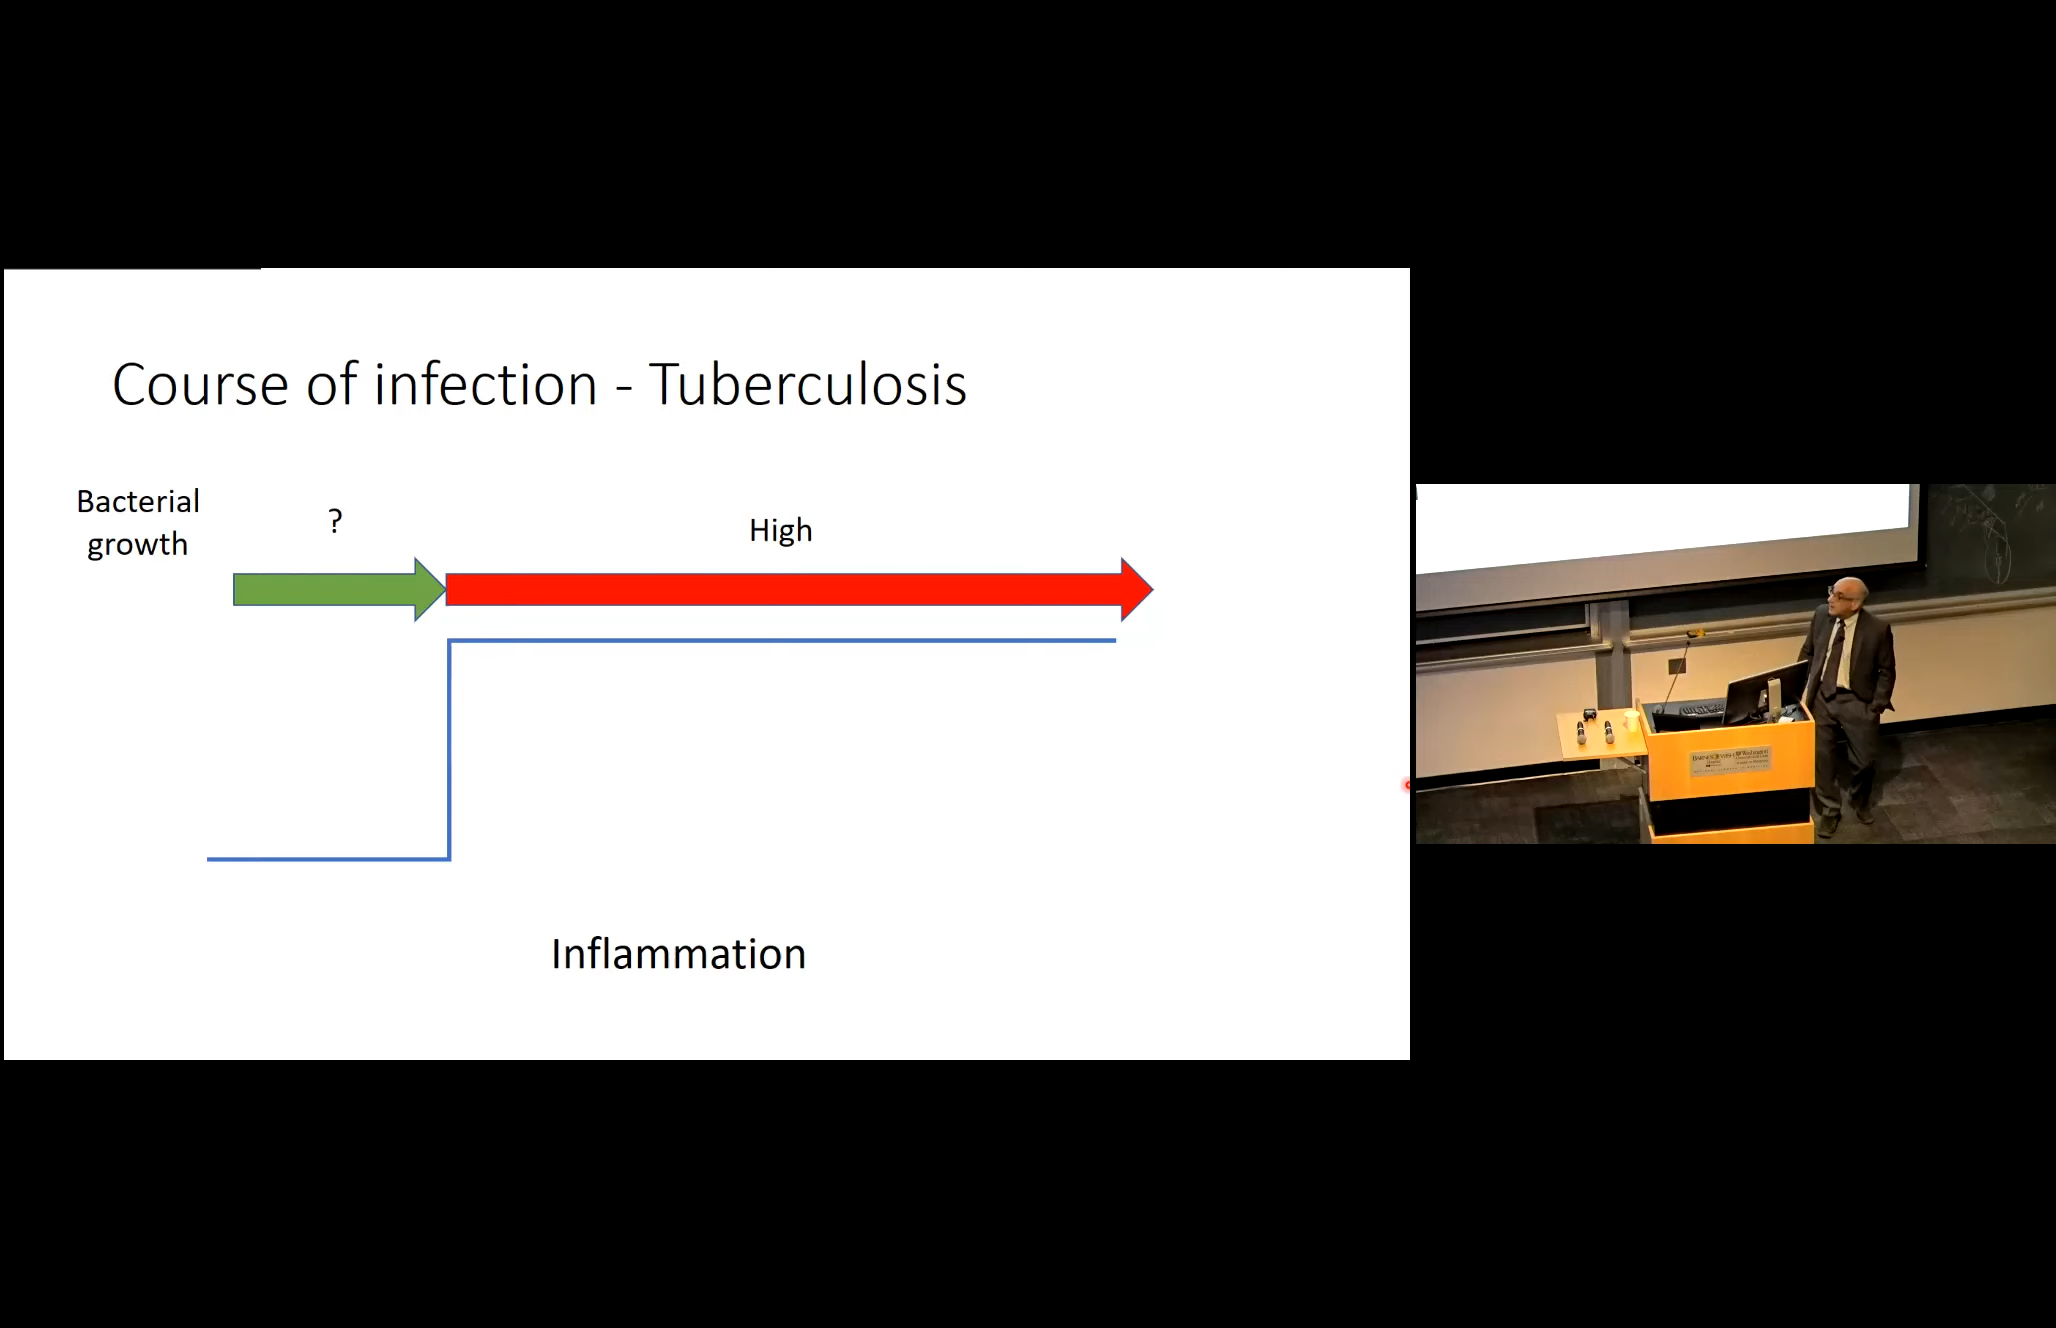 Course of infection - Tuberculosis
Bacterial
growth
?
High
Inflammation